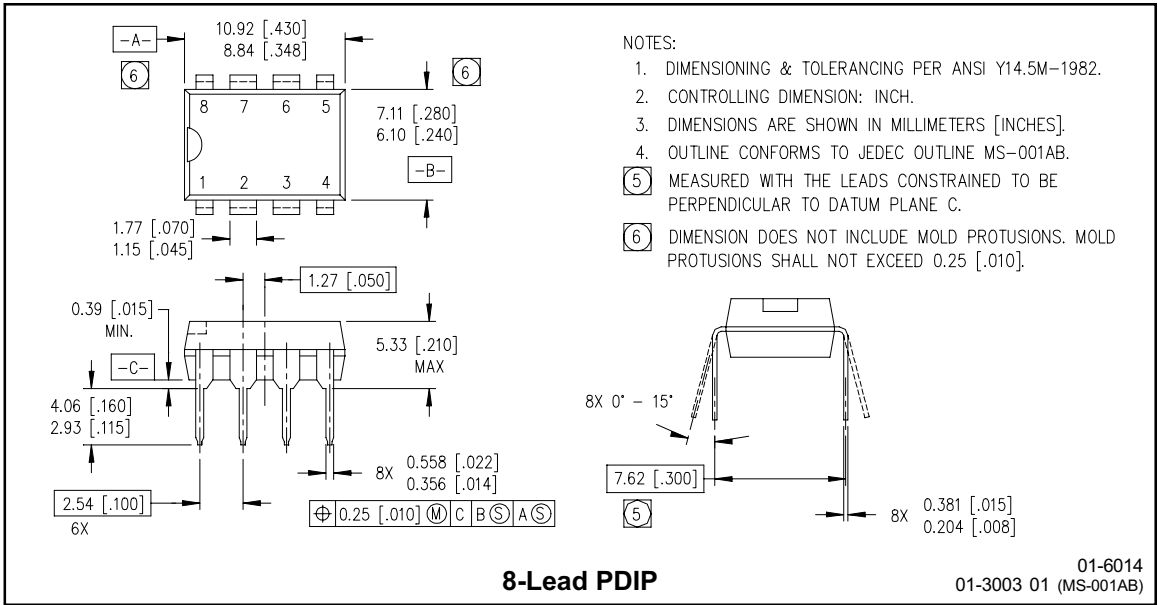 -A-
10.92 [.430]
8.84 [.348]
6
6
8 7 6 5
1 2 3 4
7.11 [.280]
6.10 [.240]
-B-
1.77 [.070]
1.15 [.045]
1.27 [.050]
0.39 [.015]
MIN.
-C-
5.33 [.210]
MAX
4.06 [.160]
2.93 [.115]
8X 0.558 [.022]
0.356 [.014]
2.54 [.100]
6X
⌖ 0.25 [.010] Ⓜ C B Ⓢ A Ⓢ
NOTES:
1. DIMENSIONING & TOLERANCING PER ANSI Y14.5M-1982.
2. CONTROLLING DIMENSION: INCH.
3. DIMENSIONS ARE SHOWN IN MILLIMETERS [INCHES].
4. OUTLINE CONFORMS TO JEDEC OUTLINE MS-001AB.
5 MEASURED WITH THE LEADS CONSTRAINED TO BE
PERPENDICULAR TO DATUM PLANE C.
6 DIMENSION DOES NOT INCLUDE MOLD PROTUSIONS. MOLD
PROTUSIONS SHALL NOT EXCEED 0.25 [.010].
8X 0° - 15°
7.62 [.300]
5
8X 0.381 [.015]
0.204 [.008]
8-Lead PDIP
01-6014
01-3003 01 (MS-001AB)